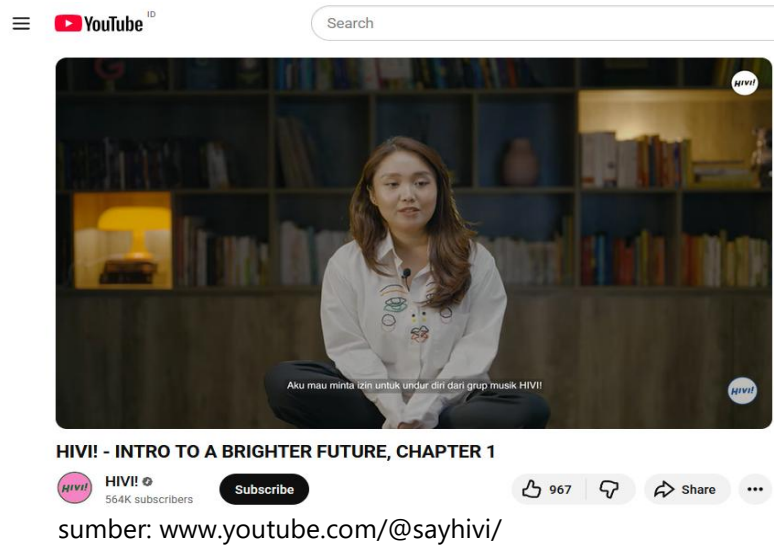 YouTube ID
Search
HIVI!
Aku mau minta izin untuk undur diri dari grup musik HIVI!
HIVI!
HIVI! - INTRO TO A BRIGHTER FUTURE, CHAPTER 1
HIVI!
HIVI!
564K subscribers
Subscribe
967
Share
sumber: www.youtube.com/@sayhivi/